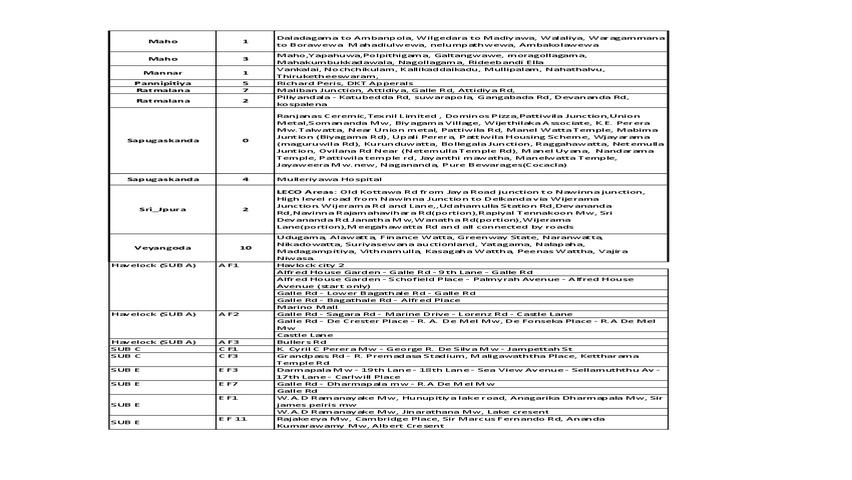 Maho 1 Daladagama to Ambanpola, Wilgedara to Madiyawa, Walaliya, Waragammana
to Borawewa Mahadiulwewa, nelumpathwewa, Ambakolawewa
Maho 3 Maho,Yapahuwa,Polpithigama, Galtangwawe, moragollagama,
Mahakumbukkadawala, Nagollagama, Rideebandi Ella
Mannar 1 Vankalai, Nochchikulam, Kallikaddaikadu, Mullipalam, Nahathalvu,
Thiruketheeswaram,
Pannipitiya 5 Richard Peris, DKT Apperals
Ratmalana 7 Maliban Junction, Attidiya, Galle Rd, Attidiya Rd,
Ratmalana 2 Piliyandala - Katubedda Rd, suwarapola, Gangabada Rd, Devananda Rd,
kospalena
Sapugaskanda 0 Ranjanas Ceramic,Texnil Limited , Dominos Pizza,Pattiwila Junction,Union
Metal,Somananda Mw, Biyagama Village, Wijethilaka Associate, K.E. Perera
Mw.Talwatta, Near Union metal, Pattiwila Rd, Manel Watta Temple, Mabima
Juntion (Biyagama Rd), Upali Perera, Pattiwila Housing Scheme, Wjayarama
(maguruwila Rd), Kurunduwatta, Bollegala Junction, Raggahawatta, Netemulla
Juntion, Ovilana Rd Near (Netemulla Temple Rd), Manel Uyana, Nandarama
Temple, Pattiwila temple rd, Jayanthi mawatha, Manelwatta Temple,
Jayaweera Mw.new, Nagananda, Pure Bewarages(Cocacla)
Sapugaskanda 4 Mulleriyawa Hospital
Sri_Jpura 2 LECO Areas: Old Kottawa Rd from Jaya Road junction to Nawinna junction,
High level road from Nawinna Junction to Delkanda via Wijerama
Junction.Wijerama Rd and Lane,,Udahamulla Station Rd,Devananda
Rd,Navinna Rajamahavihara Rd(portion),Rapiyal Tennakoon Mw, Sri
Devananda Rd.Janatha Mw,Wanatha Rd(portion),Wijerama
Lane(portion),Meegahawatta Rd and all connected by roads
Veyangoda 10 Udugama, Alawatta, Finance Watta, Greenway State, Naranwatta,
Nikadowatta, Suriyasewana auctionland, Yatagama, Nalapaha,
Madagampitiya, Vithnamulla, Kasagaha Wattha, Peenas Wattha, Vajira
Niwasa.
Havelock (SUB A) A F1 Havlock city 2
Alfred House Garden - Galle Rd - 9th Lane - Galle Rd
Alfred House Garden - Schofield Place - Palmyrah Avenue - Alfred House
Avenue (start only)
Galle Rd - Lower Bagathale Rd - Galle Rd
Galle Rd - Bagathale Rd - Alfred Place
Marino Mall
Havelock (SUB A) A F2 Galle Rd - Sagara Rd - Marine Drive - Lorenz Rd - Castle Lane
Galle Rd - De Crester Place - R. A. De Mel Mw, De Fonseka Place - R.A De Mel
Mw
Castle Lane
Havelock (SUB A) A F3 Bullers Rd
SUB C C F1 K. Cyril C Perera Mw - George R. De Silva Mw - Jampettah St
SUB C C F3 Grandpass Rd - R. Premadasa Stadium, Maligawaththa Place, Kettharama
Temple Rd
SUB E E F3 Darmapala Mw - 19th Lane - 18th Lane - Sea View Avenue - Sellamuththu Av -
17th Lane - Carlwill Place
SUB E E F7 Galle Rd - Dharmapala mw - R.A De Mel Mw
Galle Rd
SUB E E F1 W.A.D Ramanayake Mw, Hunupitiya lake road, Anagarika Dharmapala Mw, Sir
james peiris mw
W.A.D Ramanayake Mw, Jinarathana Mw, Lake cresent
SUB E E F 11 Rajakeeya Mw, Cambridge Place, Sir Marcus Fernando Rd, Ananda
Kumarawamy Mw, Albert Cresent